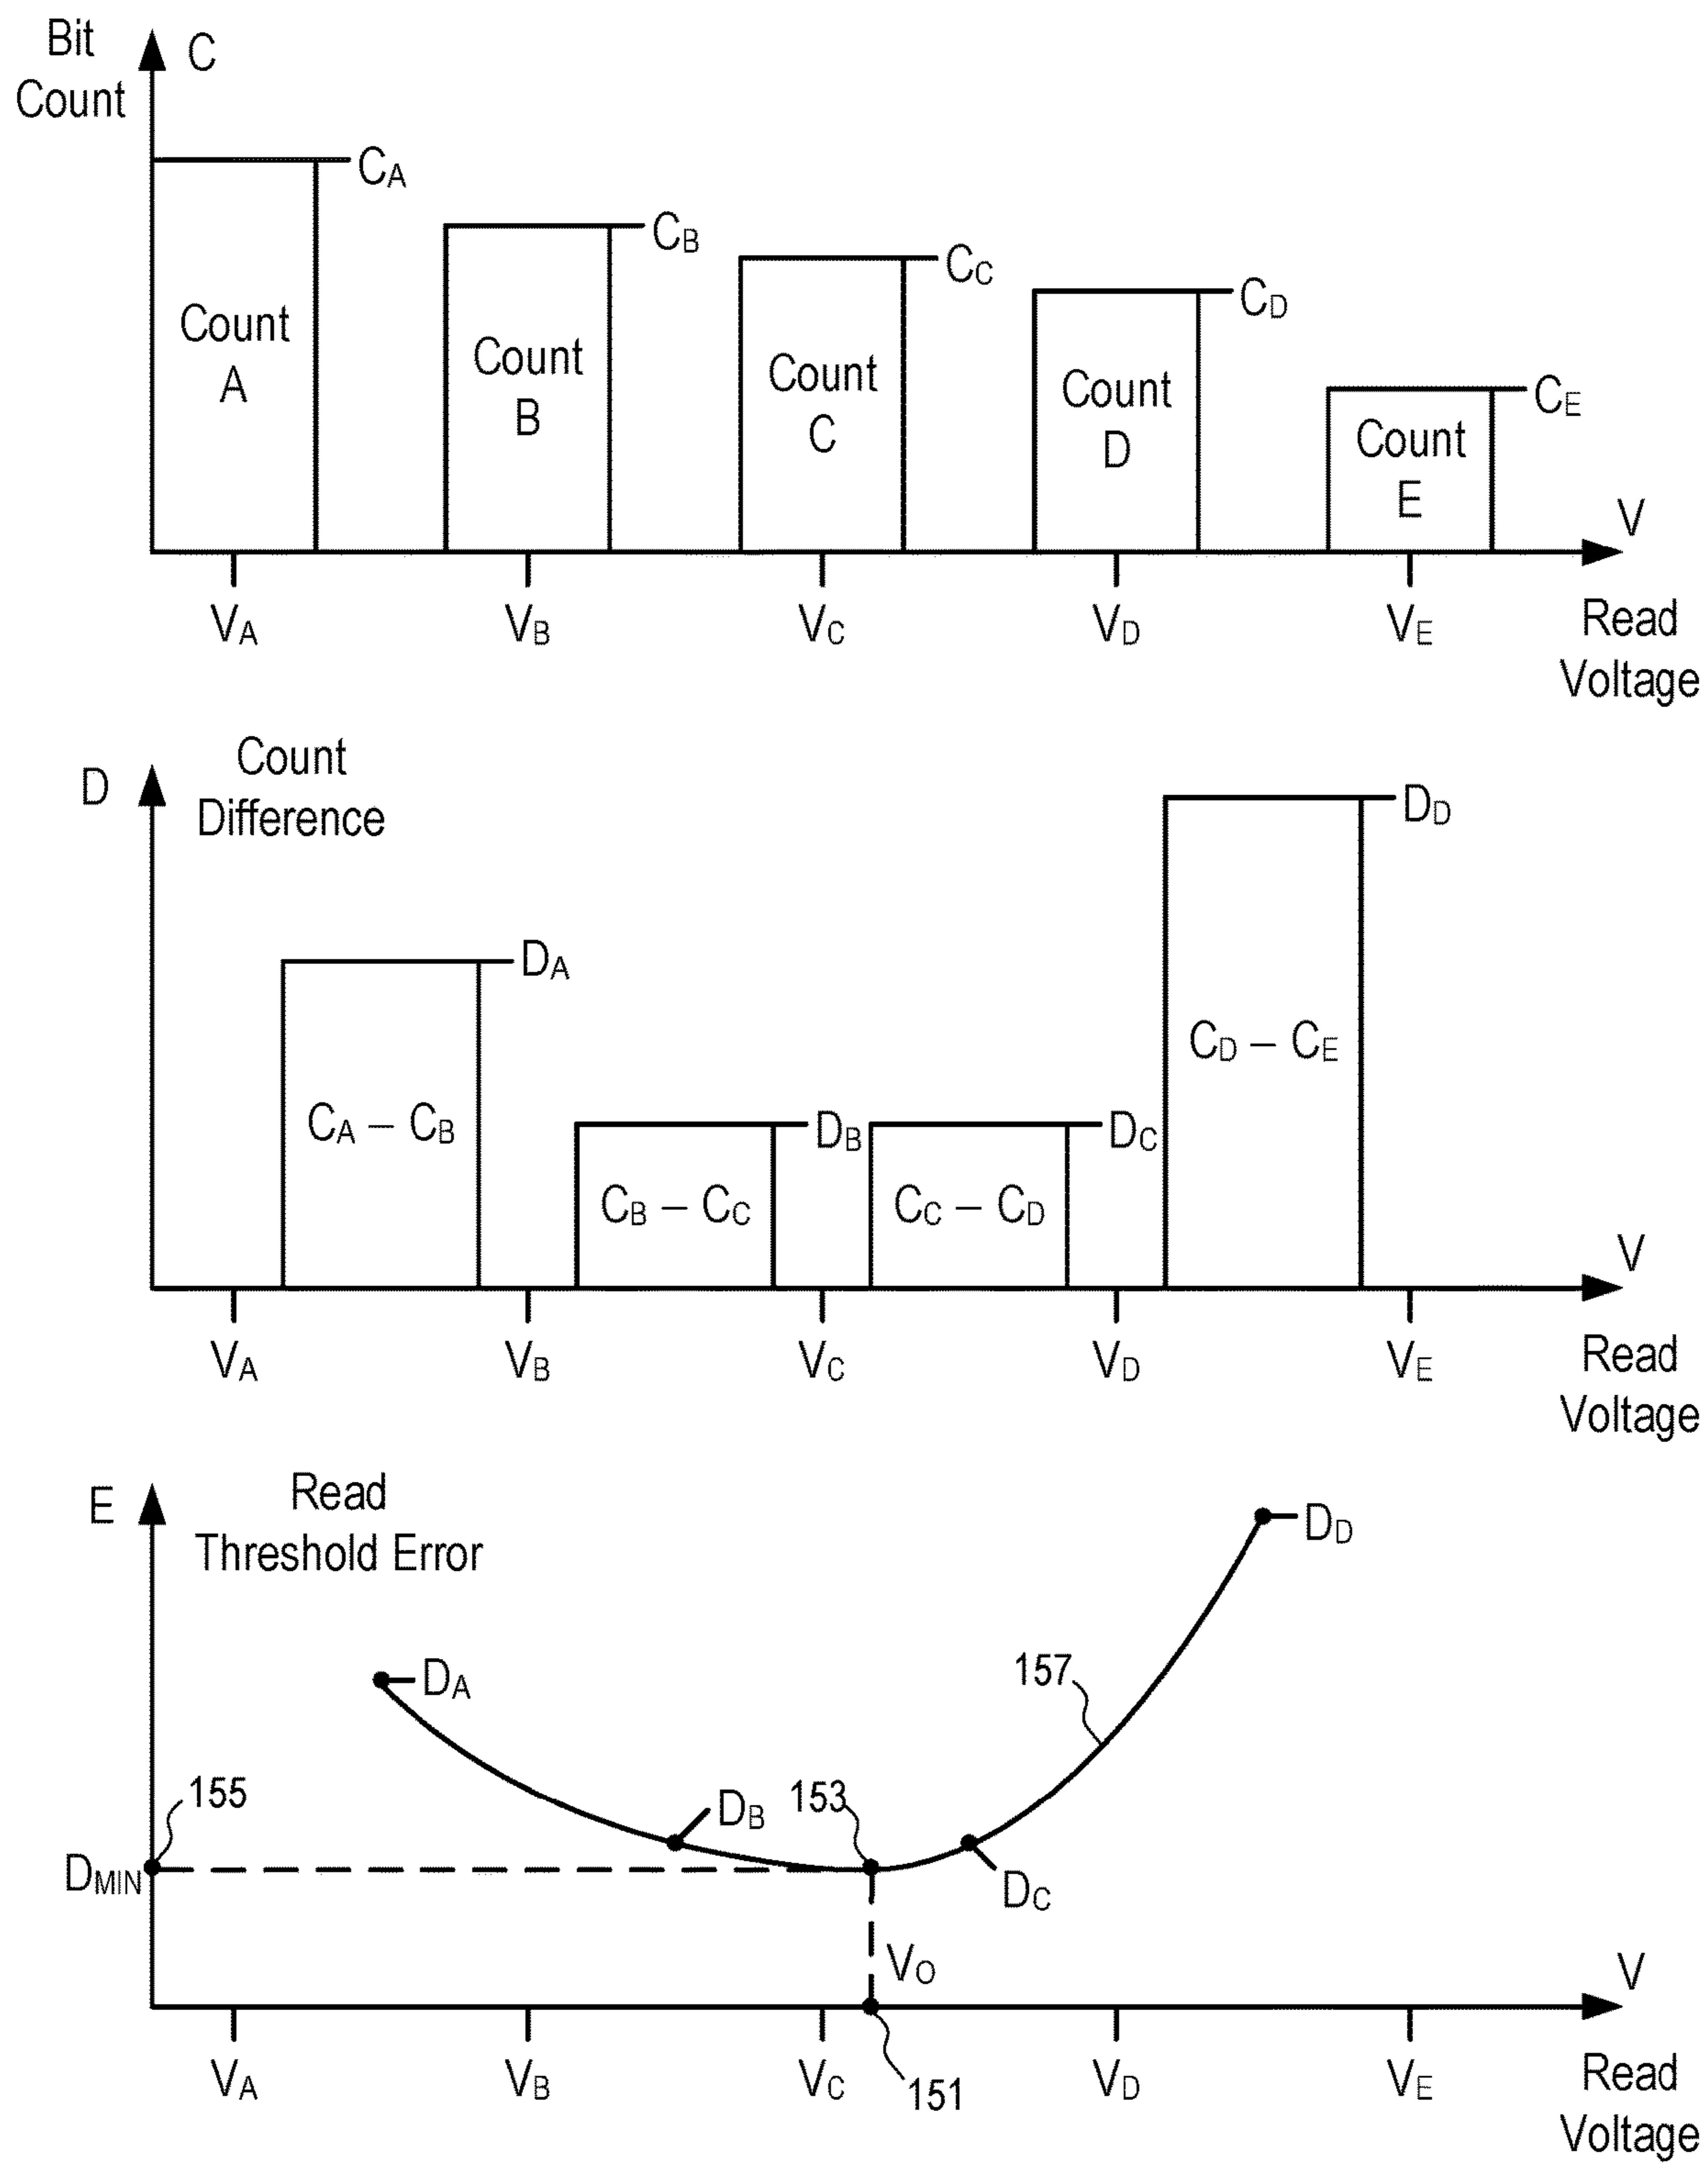 Bit
Count
C
CA
CB
CC
CD
CE
Count
A
Count
B
Count
C
Count
D
Count
E
V
VA
VB
VC
VD
VE
Read
Voltage
D
Count
Difference
DD
DA
CD – CE
CA – CB
DB
DC
CB – CC
CC – CD
V
VA
VB
VC
VD
VE
Read
Voltage
E
Read
Threshold Error
DD
DA
157
155
DB
153
DMIN
DC
VO
V
VA
VB
VC
151
VD
VE
Read
Voltage